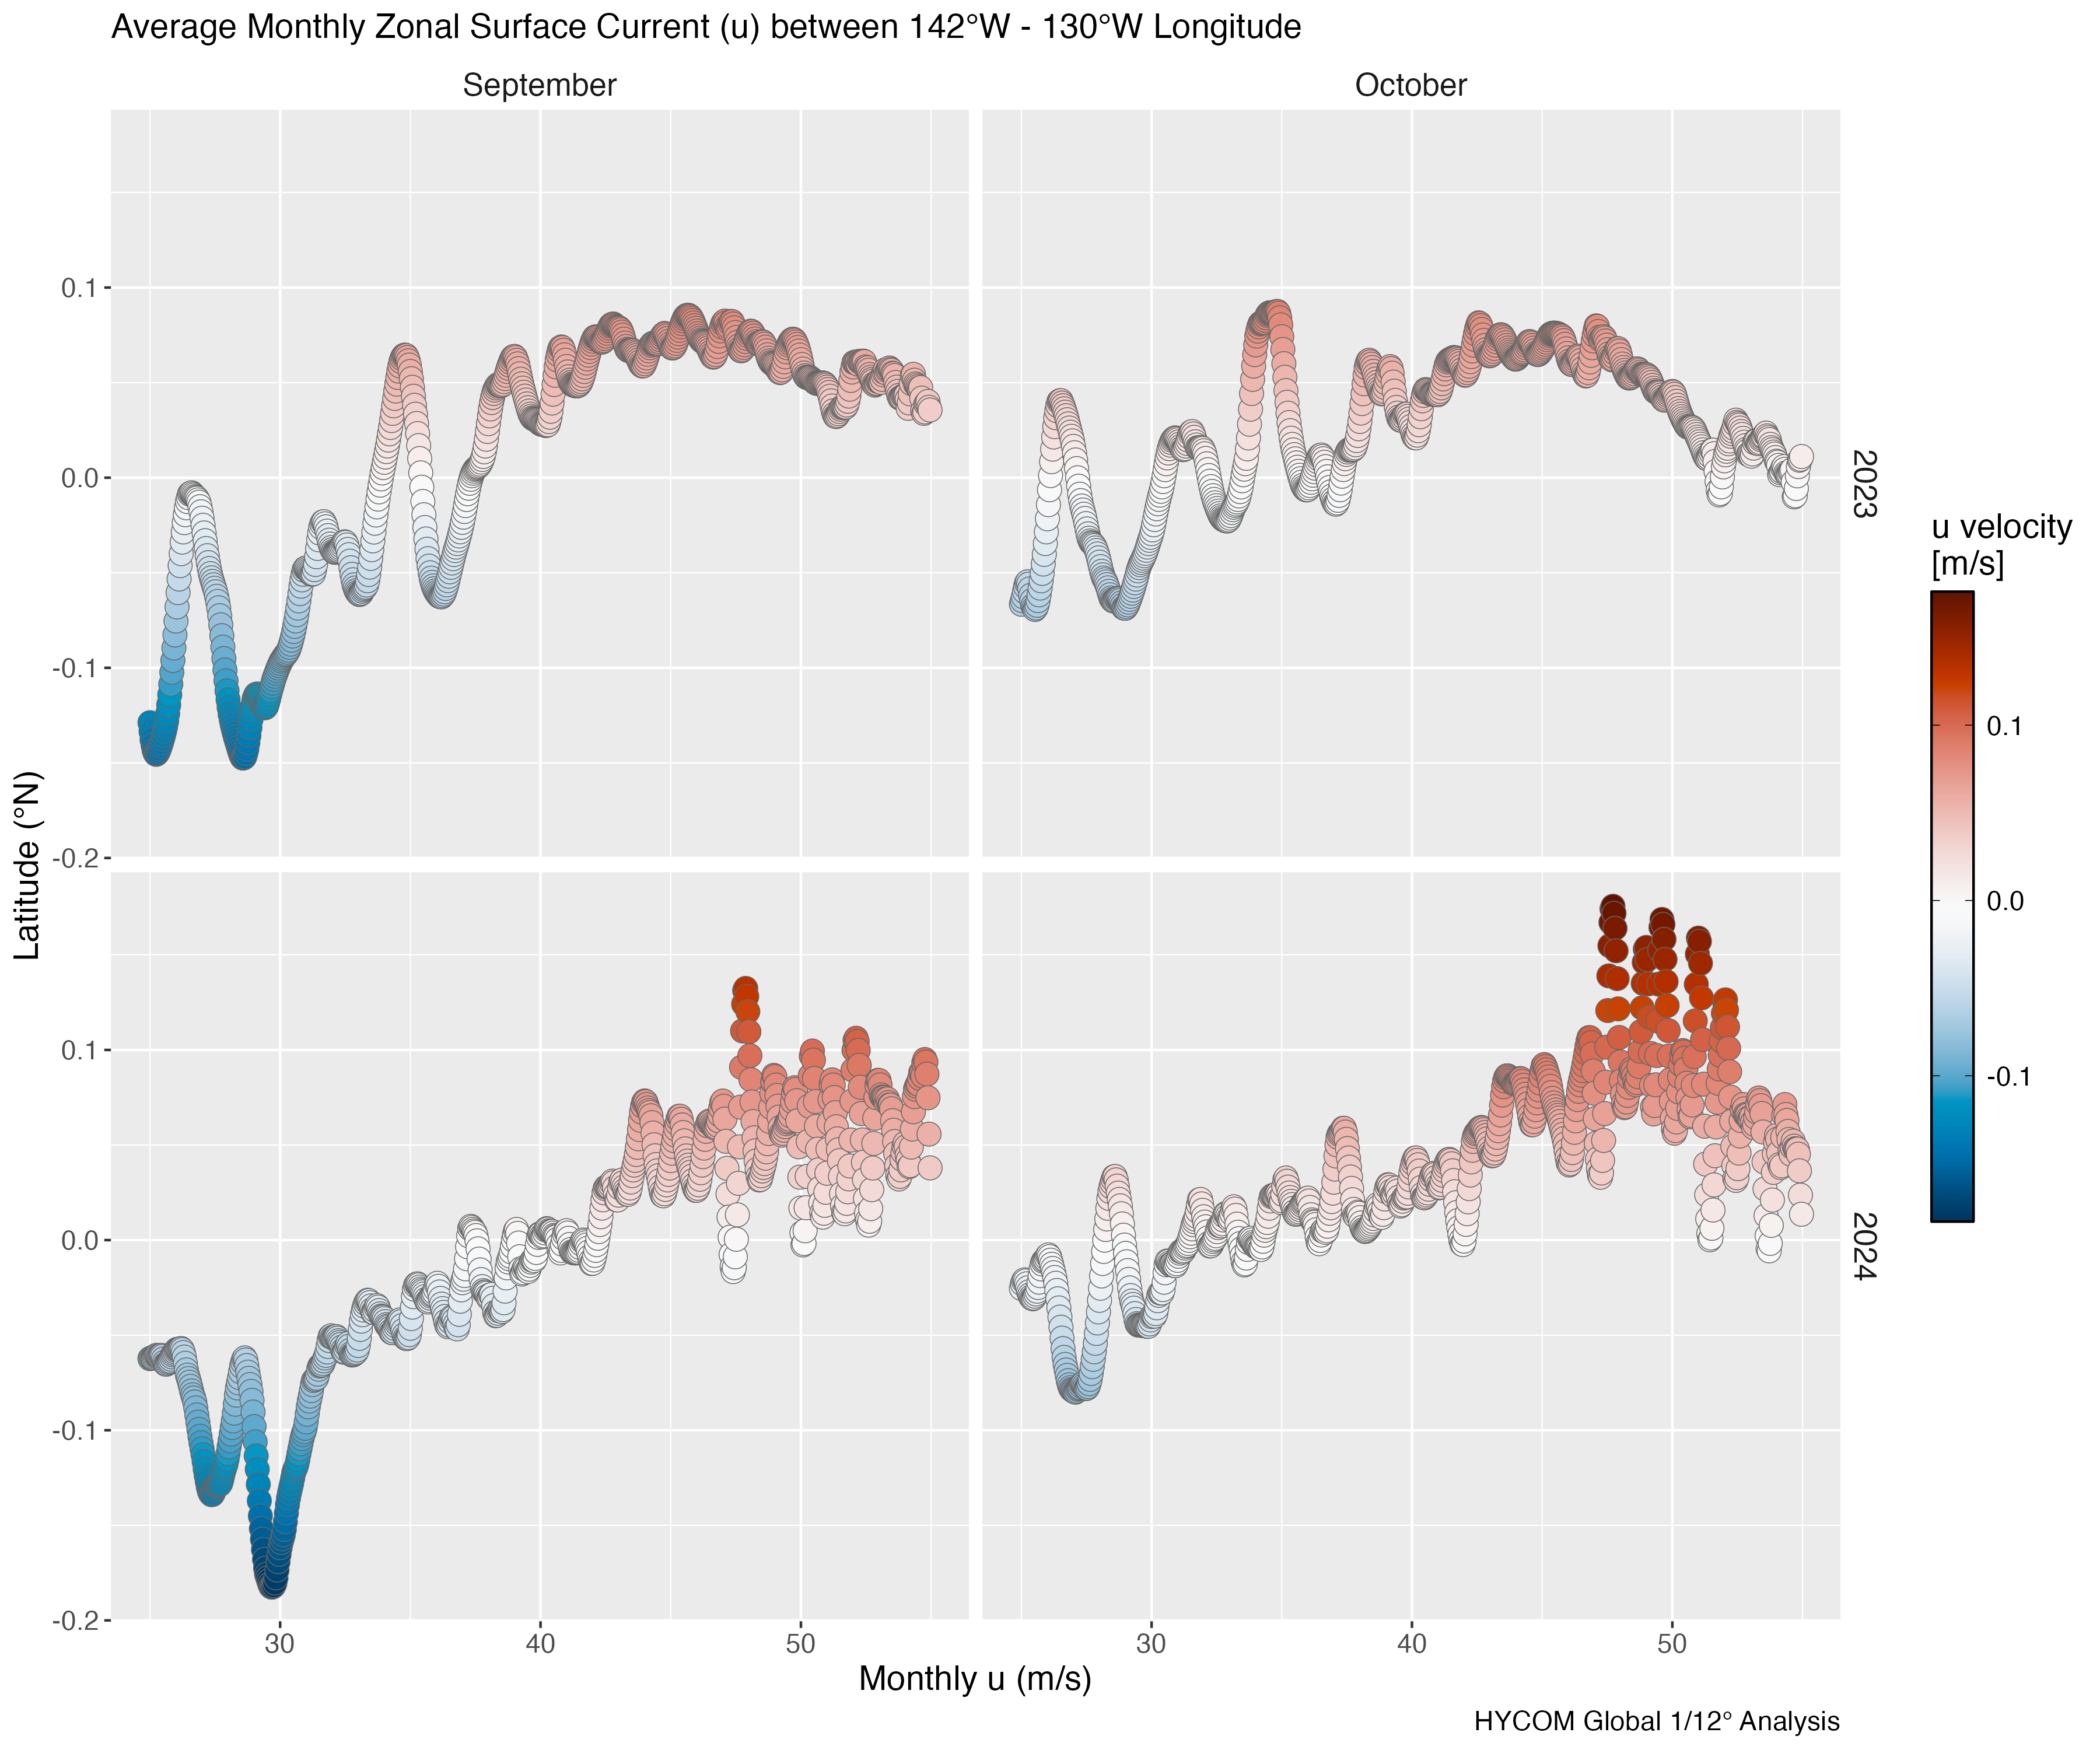 Average Monthly Zonal Surface Current (u) between 142°W - 130°W Longitude
September
October
0.1
0.0
-0.1
-0.2
2023
Latitude (°N)
0.1
0.0
-0.1
-0.2
2024
30
40
50
30
40
50
Monthly u (m/s)
u velocity
[m/s]
0.1
0.0
-0.1
HYCOM Global 1/12° Analysis